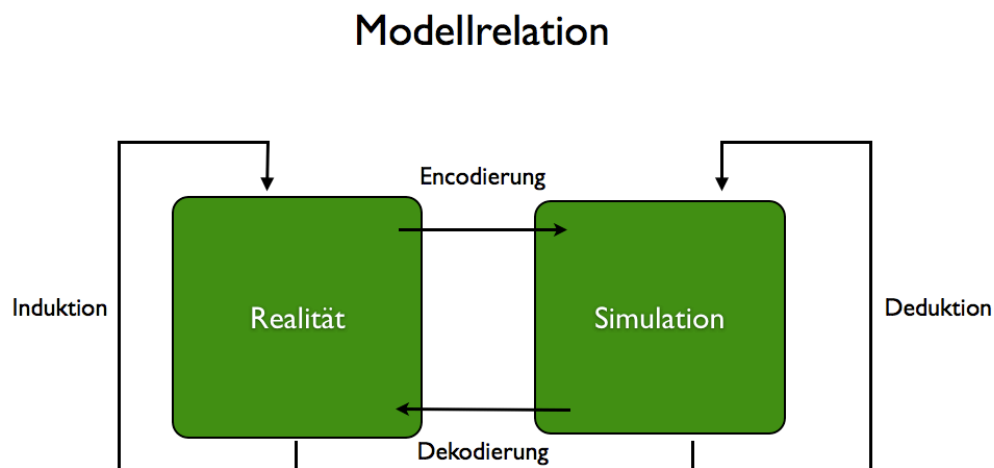 Modellrelation
Encodierung
Induktion
Realität
Simulation
Deduktion
Dekodierung